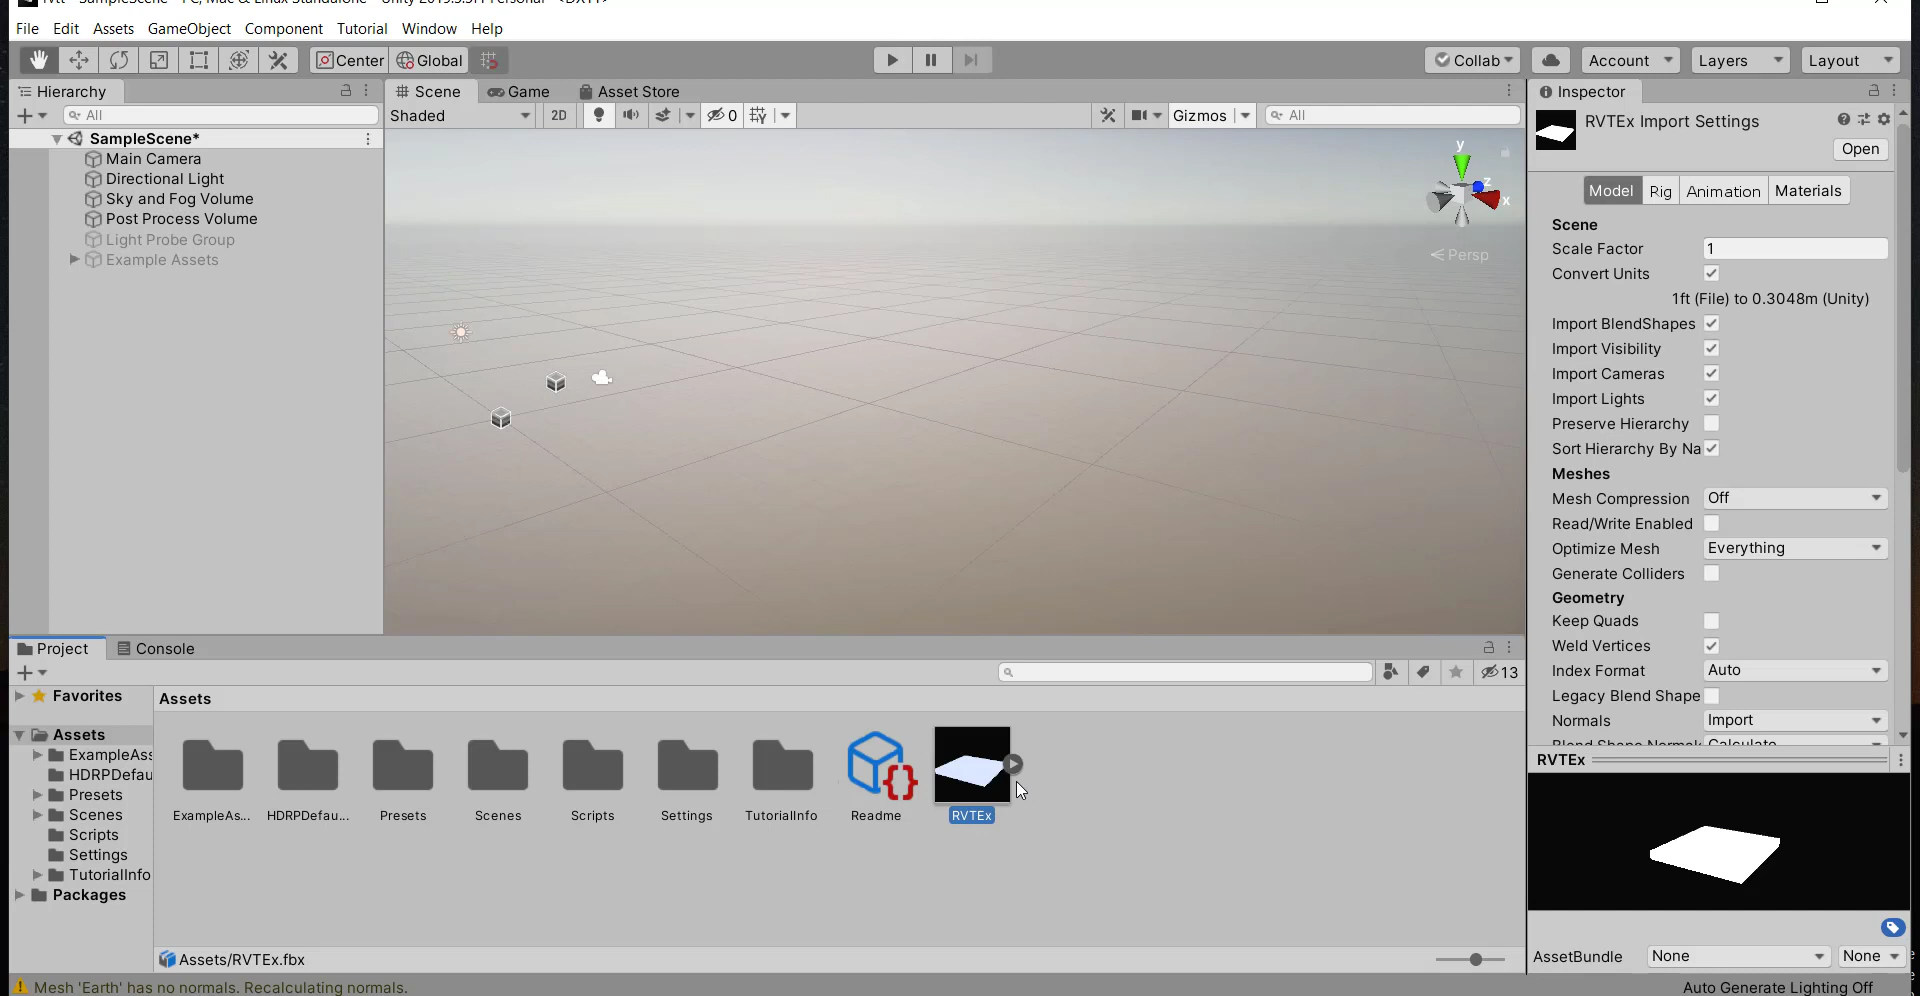 File Edit Assets GameObject Component Tutorial Window Help
Center Global Collab Account Layers Layout
Hierarchy
All
SampleScene*
Main Camera
Directional Light
Sky and Fog Volume
Post Process Volume
Light Probe Group
Example Assets
Scene Game Asset Store
Shaded 2D 0 Gizmos All
y
z
x
Persp
Inspector
RVTEx Import Settings
Open
Model Rig Animation Materials
Scene
Scale Factor 1
Convert Units
1ft (File) to 0.3048m (Unity)
Import BlendShapes
Import Visibility
Import Cameras
Import Lights
Preserve Hierarchy
Sort Hierarchy By Na
Meshes
Mesh Compression Off
Read/Write Enabled
Optimize Mesh Everything
Generate Colliders
Geometry
Keep Quads
Weld Vertices
Index Format Auto
Legacy Blend Shape
Normals Import
Calculate
RVTEx
AssetBundle None None
Project Console
13
Favorites
Assets
ExampleAss
HDRPDefau
Presets
Scenes
Scripts
Settings
TutorialInfo
Packages
Assets
ExampleAs... HDRPDefau... Presets Scenes Scripts Settings TutorialInfo Readme RVTEx
Assets/RVTEx.fbx
Mesh 'Earth' has no normals. Recalculating normals.
Auto Generate Lighting Off